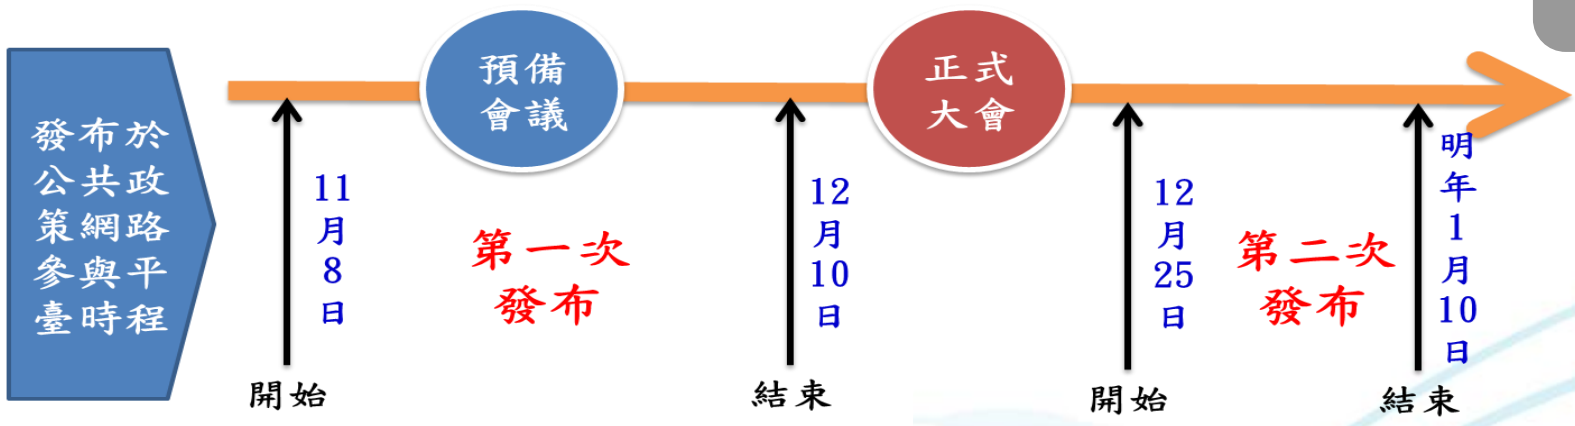 發布於
公共政
策網路
參與平
臺時程
預備
會議
正式
大會
11
月
8
日
第一次
發布
12
月
10
日
12
月
25
日
第二次
發布
明
年
1
月
10
日
開始
結束
開始
結束